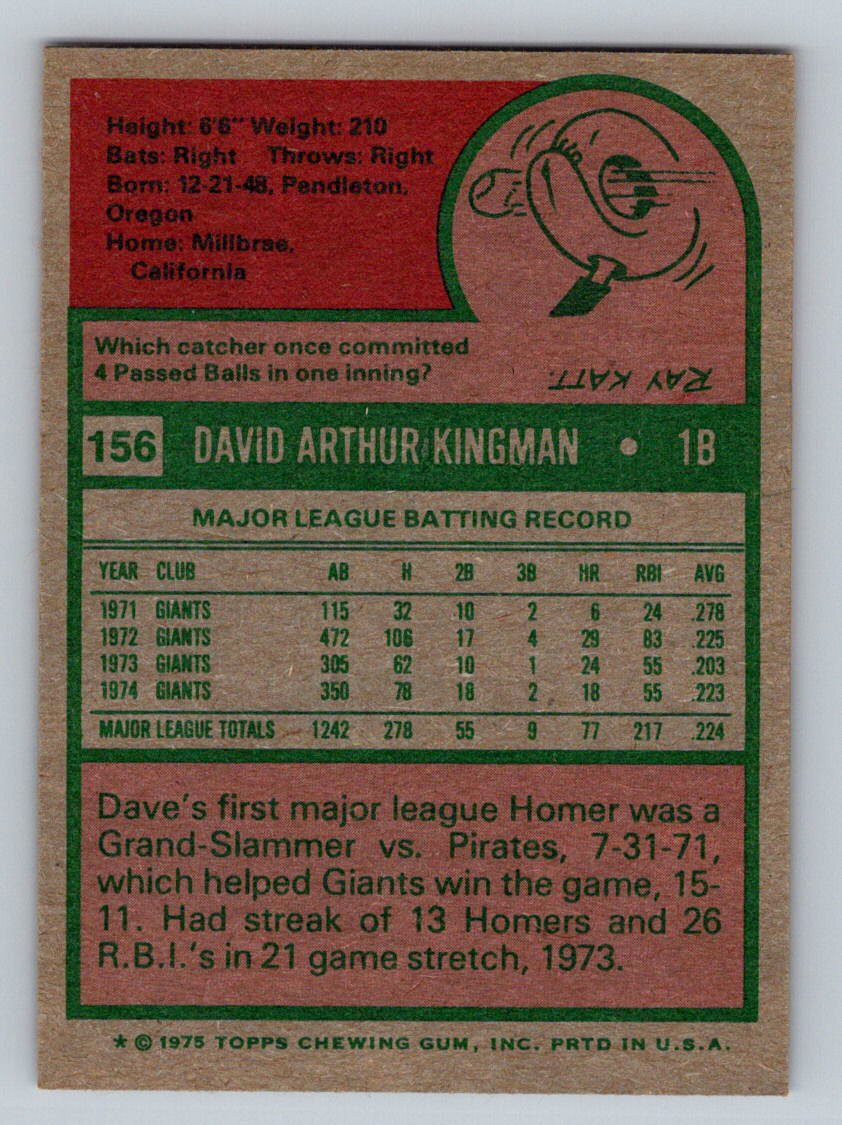 Height: 6'6" Weight: 210
Bats: Right Throws: Right
Born: 12-21-48, Pendleton,
Oregon
Home: Millbrae,
California
Which catcher once committed
4 Passed Balls in one inning?
RAY KATT.
156 DAVID ARTHUR KINGMAN • 1B
MAJOR LEAGUE BATTING RECORD
YEAR CLUB AB H 2B 3B HR RBI AVG
1971 GIANTS 115 32 10 2 6 24 .278
1972 GIANTS 472 106 17 4 29 83 .225
1973 GIANTS 305 62 10 1 24 55 .203
1974 GIANTS 350 78 18 2 18 55 .223
MAJOR LEAGUE TOTALS 1242 278 55 9 77 217 .224
Dave's first major league Homer was a
Grand-Slammer vs. Pirates, 7-31-71,
which helped Giants win the game, 15-
11. Had streak of 13 Homers and 26
R.B.I.'s in 21 game stretch, 1973.
* © 1975 TOPPS CHEWING GUM, INC. PRTD IN U.S.A.